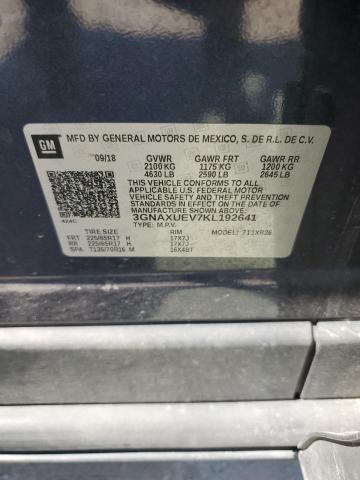 GM
MFD BY GENERAL MOTORS DE MEXICO, S. DE R.L. DE C.V.
09/18 GVWR GAWR FRT GAWR RR
2100 KG 1175 KG 1200 KG
4630 LB 2590 LB 2645 LB
THIS VEHICLE CONFORMS TO ALL APPLICABLE
U.S. FEDERAL MOTOR VEHICLE SAFETY, BUMPER, AND THEFT
PREVENTION STANDARDS IN EFFECT ON THE DATE OF
MANUFACTURE SHOWN ABOVE.
3GNAXUEV7KL192641
TYPE: M.P.V. MODEL: 711XR26
TIRE SIZE RIM
FRT 225/65R17 H 17X7J
RR 225/65R17 H 17X7J
SPA T135/70R16 M 16X4BT